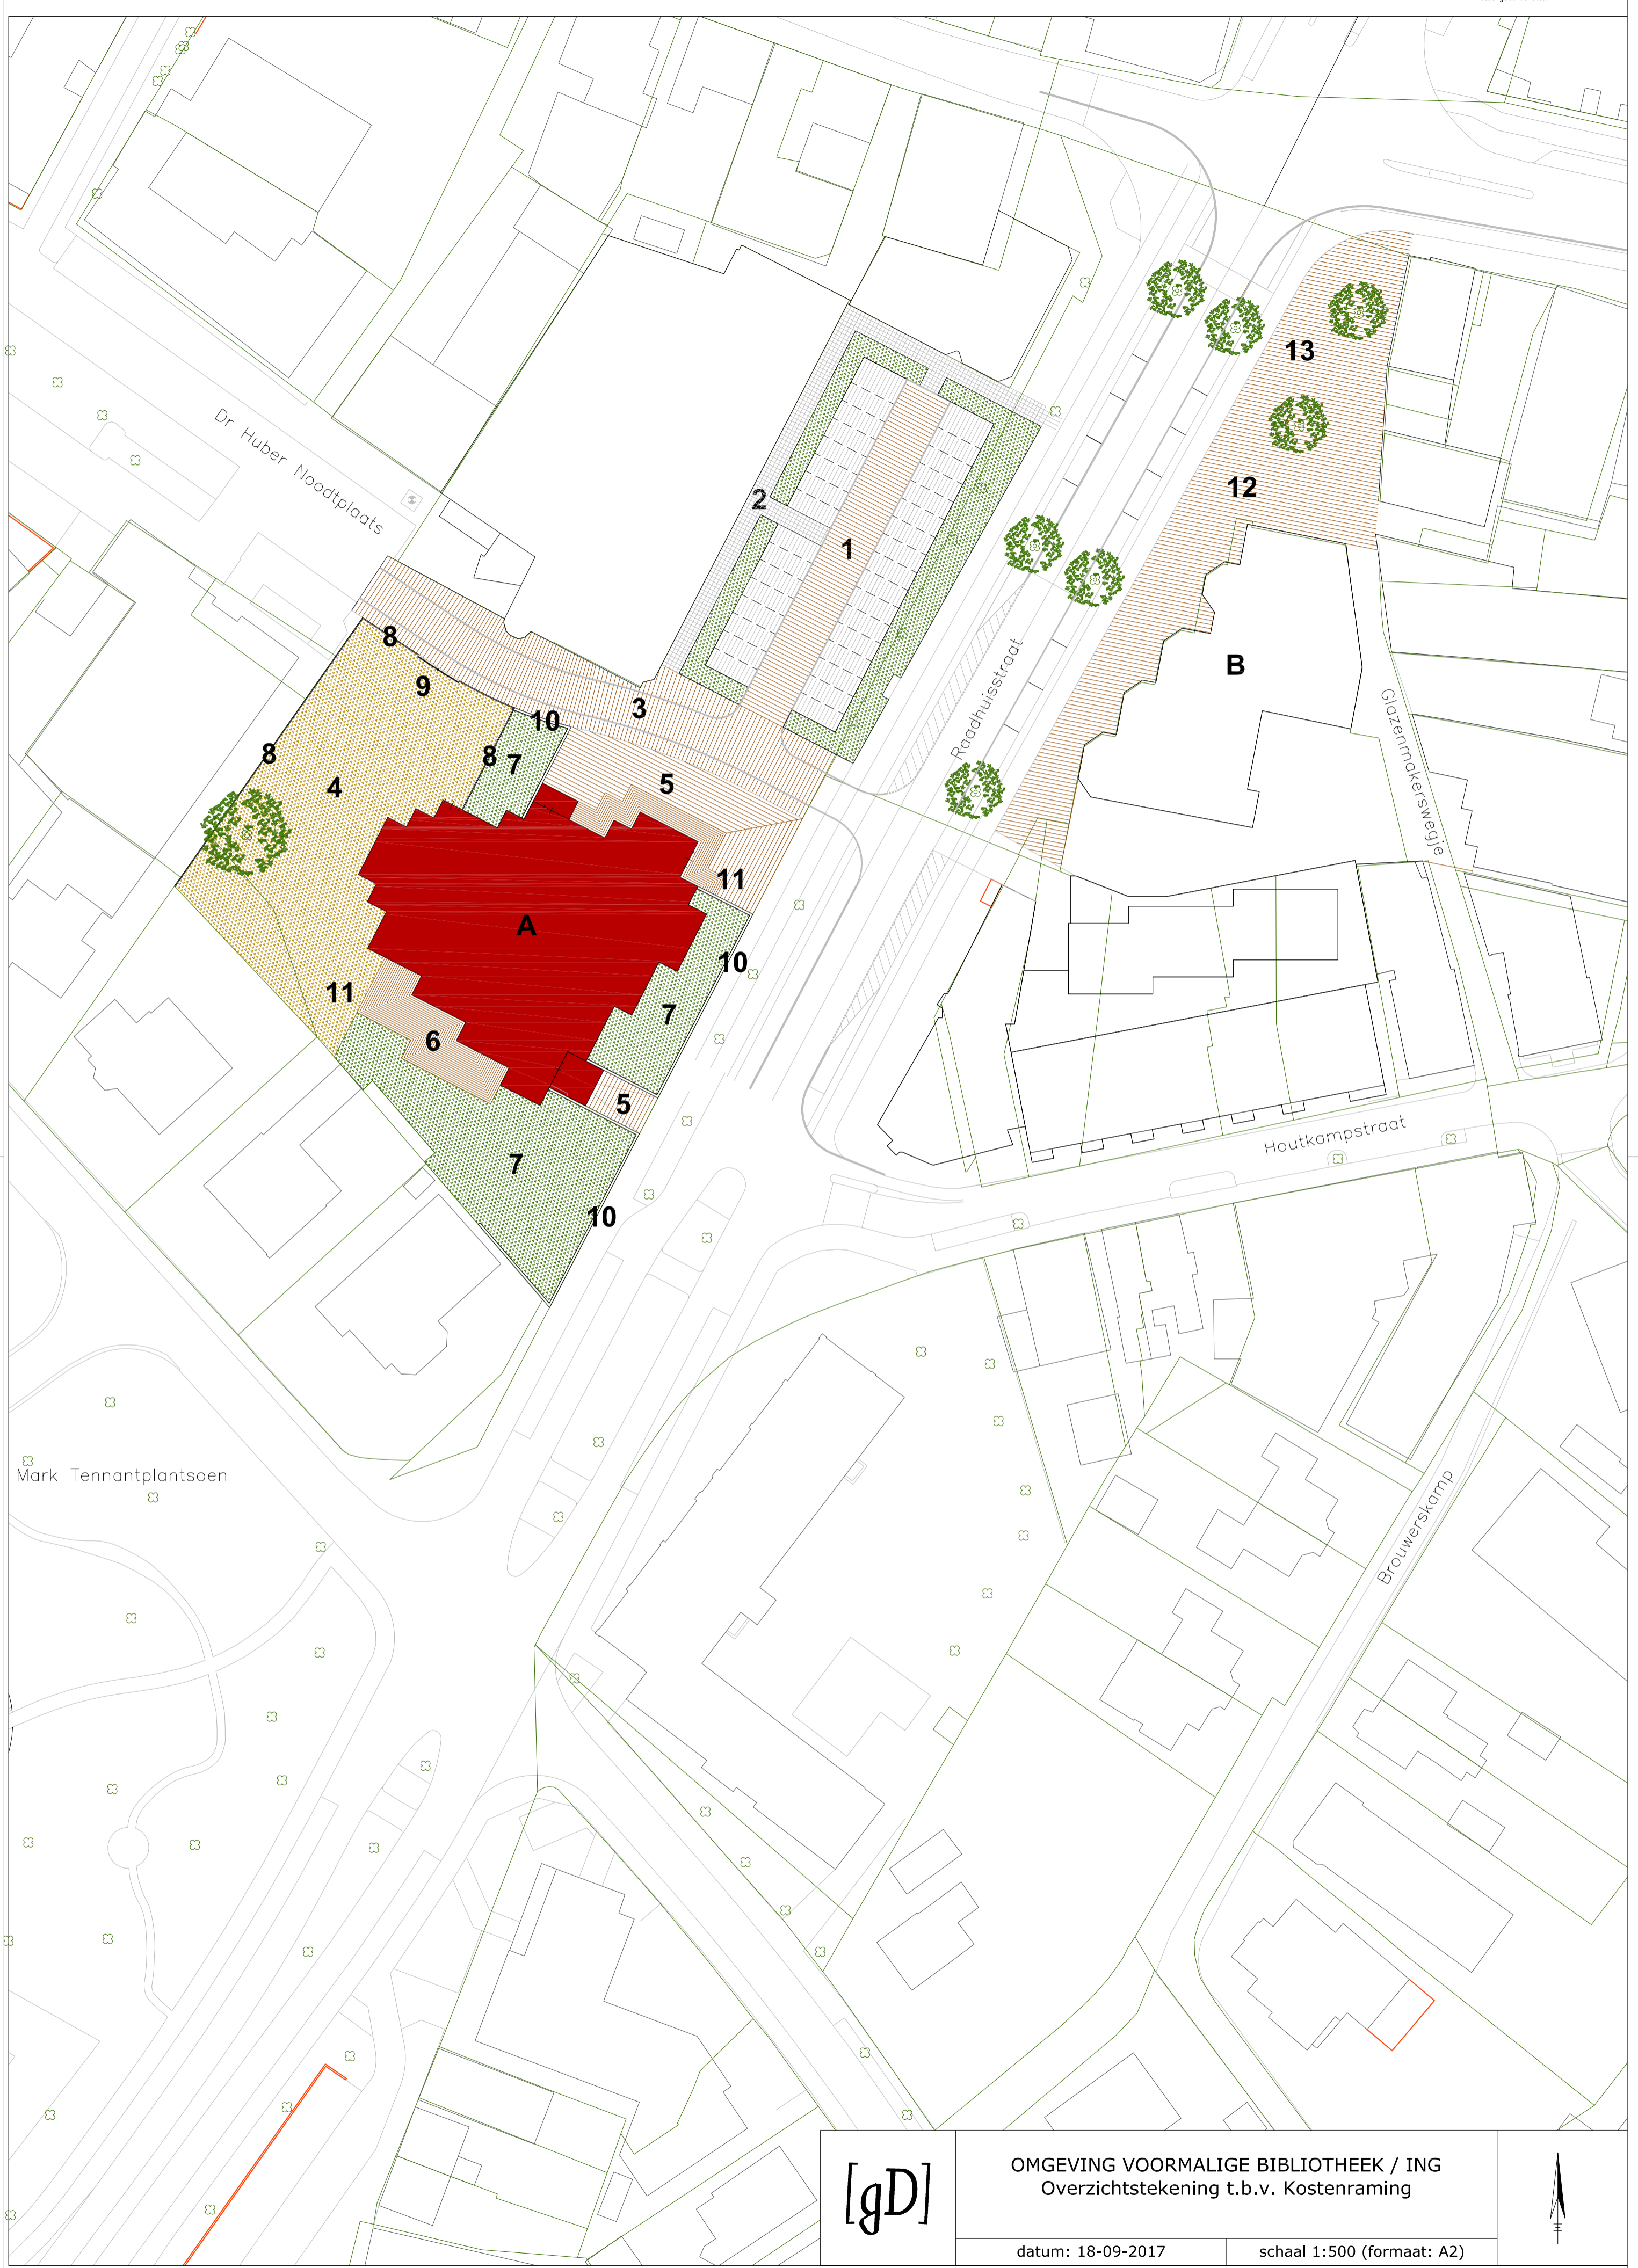 13
12
Dr Huber Noodtplaats
2
1
8
9
3
10
8
7
8
4
5
Raadhuisstraat
B
Glazenmakerswegje
11
A
10
11
7
6
5
7
10
Houtkampstraat
Mark Tennantplantsoen
Brouwerskamp
[gD]
OMGEVING VOORMALIGE BIBLIOTHEEK / ING
Overzichtstekening t.b.v. Kostenraming
datum: 18-09-2017
schaal 1:500 (formaat: A2)